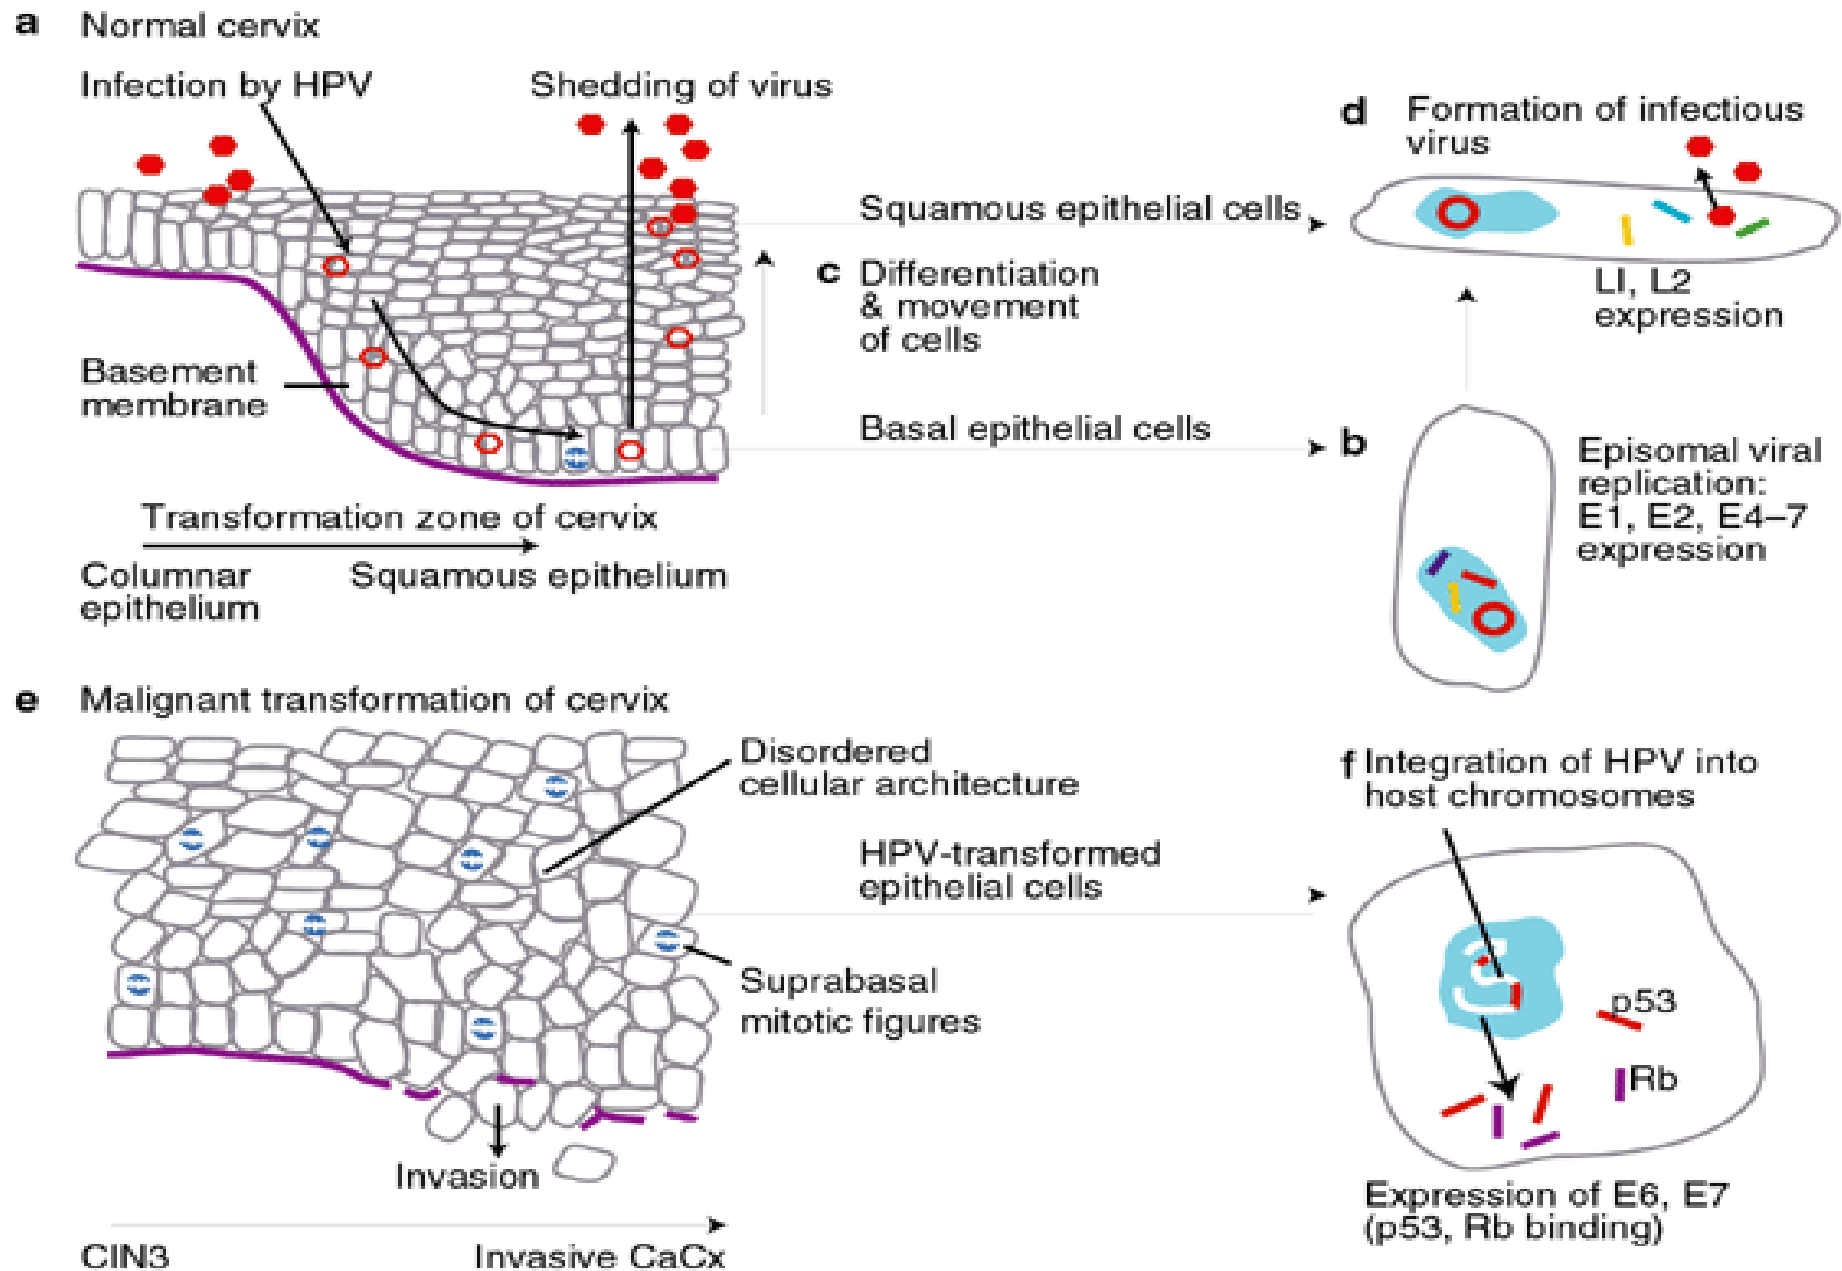 a Normal cervix
Infection by HPV
Shedding of virus
Basement
membrane
Transformation zone of cervix
Columnar
epithelium
Squamous epithelium
Squamous epithelial cells
c Differentiation
& movement
of cells
Basal epithelial cells
d Formation of infectious
virus
LI, L2
expression
b Episomal viral
replication:
E1, E2, E4–7
expression
e Malignant transformation of cervix
Disordered
cellular architecture
HPV-transformed
epithelial cells
Suprabasal
mitotic figures
Invasion
CIN3
Invasive CaCx
f Integration of HPV into
host chromosomes
p53
Rb
Expression of E6, E7
(p53, Rb binding)